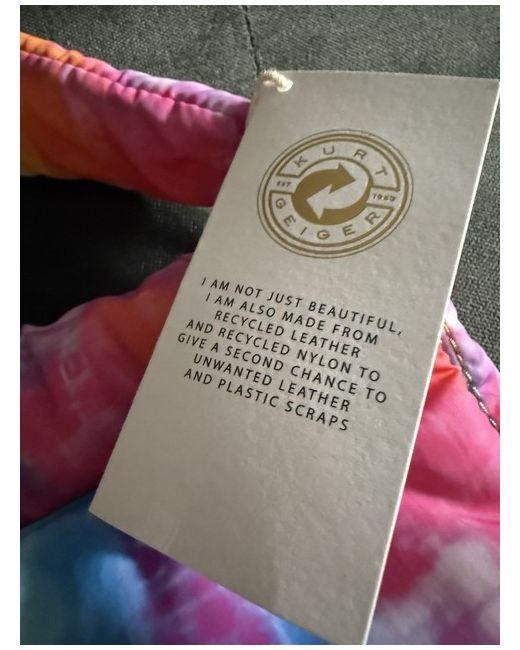 KURT
EST 1963
GEIGER
I AM NOT JUST BEAUTIFUL,
I AM ALSO MADE FROM
RECYCLED LEATHER
AND RECYCLED NYLON TO
GIVE A SECOND CHANCE TO
UNWANTED LEATHER
AND PLASTIC SCRAPS